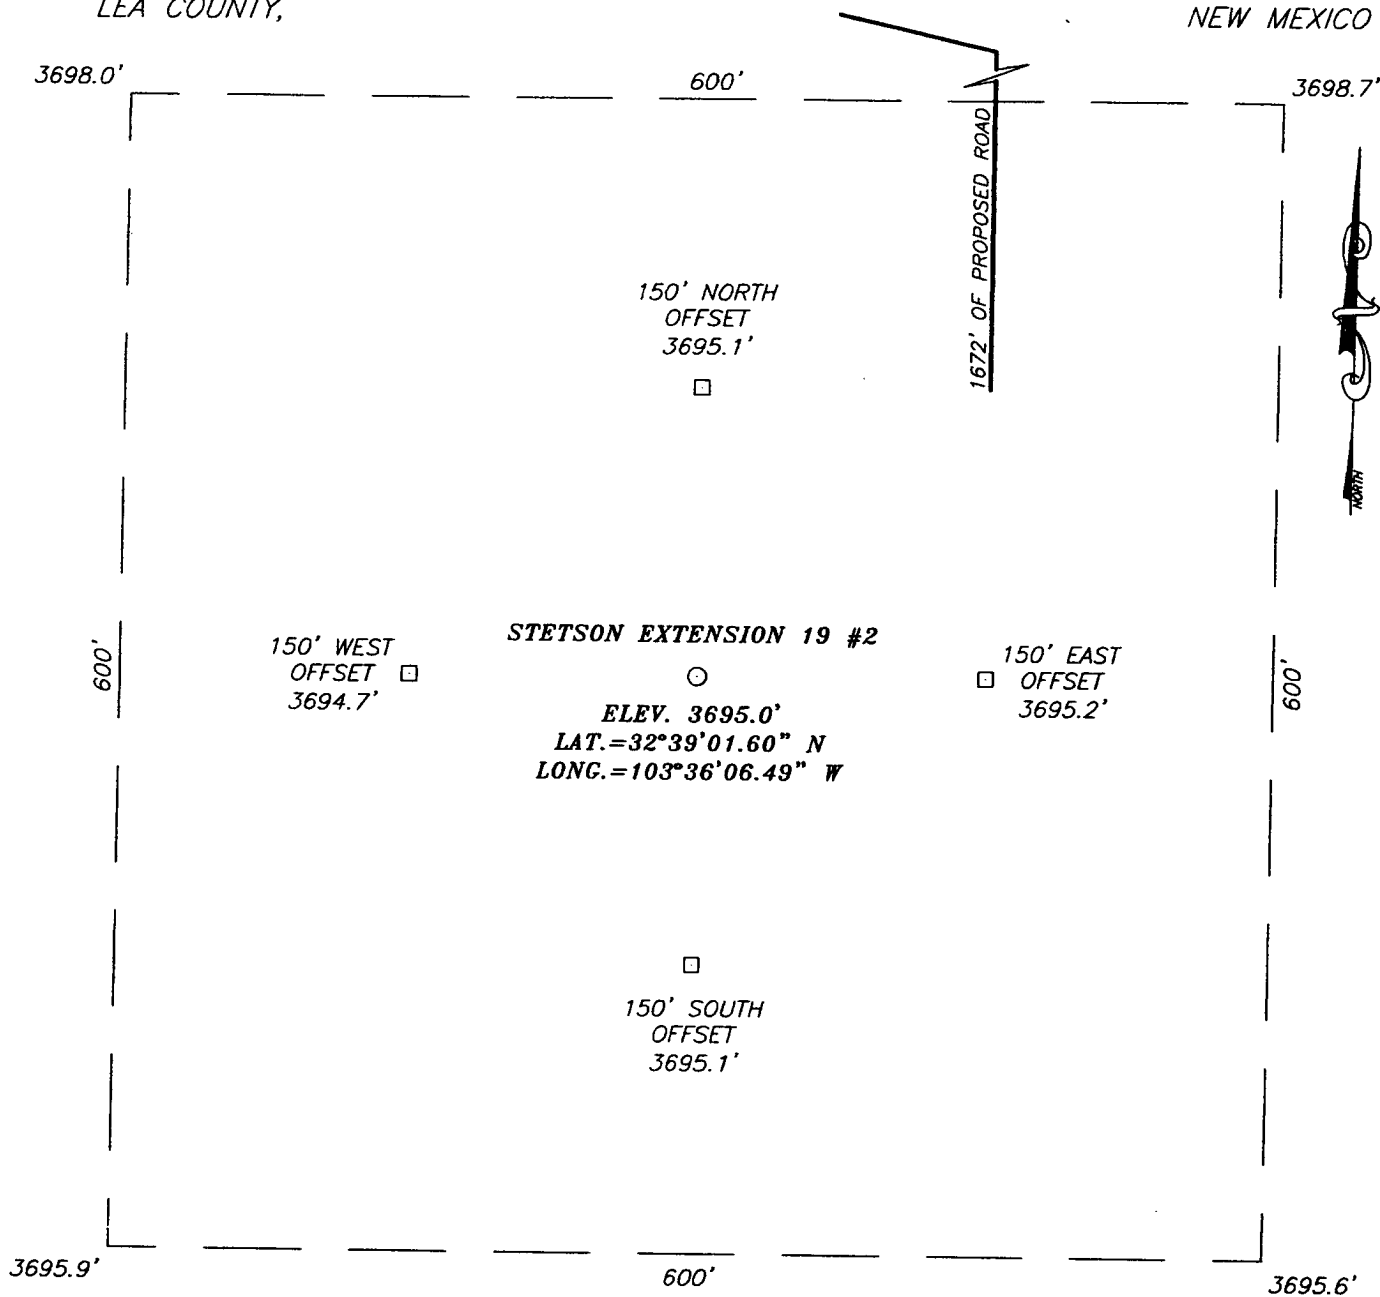 LEA COUNTY,
NEW MEXICO
3698.0'
600'
3698.7'
1672' OF PROPOSED ROAD
150' NORTH
OFFSET
3695.1'
NORTH
600'
150' WEST
OFFSET
3694.7'
STETSON EXTENSION 19 #2
ELEV. 3695.0'
LAT.=32°39'01.60" N
LONG.=103°36'06.49" W
150' EAST
OFFSET
3695.2'
600'
150' SOUTH
OFFSET
3695.1'
3695.9'
600'
3695.6'